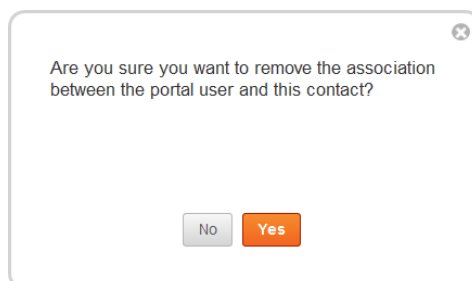 Are you sure you want to remove the association
between the portal user and this contact?
No
Yes